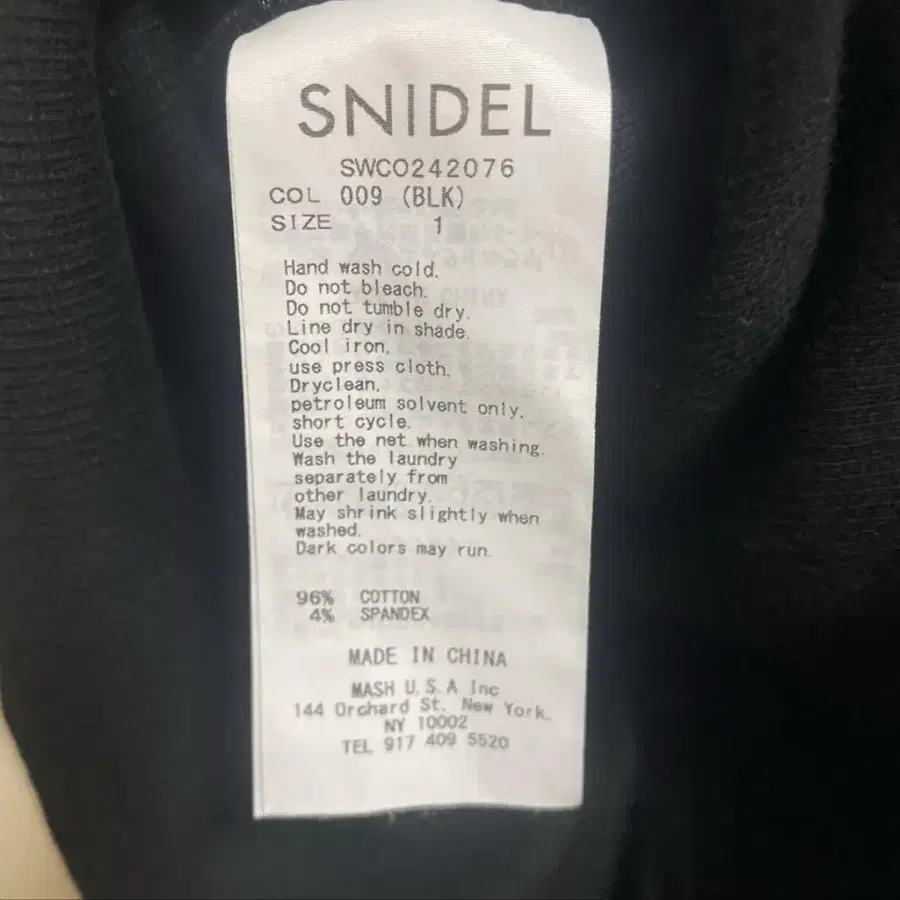 SNIDEL
SWCO242076
COL 009 (BLK)
SIZE 1
Hand wash cold.
Do not bleach.
Do not tumble dry.
Line dry in shade.
Cool iron,
use press cloth.
Dryclean,
petroleum solvent only,
short cycle.
Use the net when washing.
Wash the laundry
separately from
other laundry.
May shrink slightly when
washed.
Dark colors may run.
96% COTTON
4% SPANDEX
MADE IN CHINA
MASH U.S.A Inc
144 Orchard St, New York,
NY 10002
TEL 917 409 5520